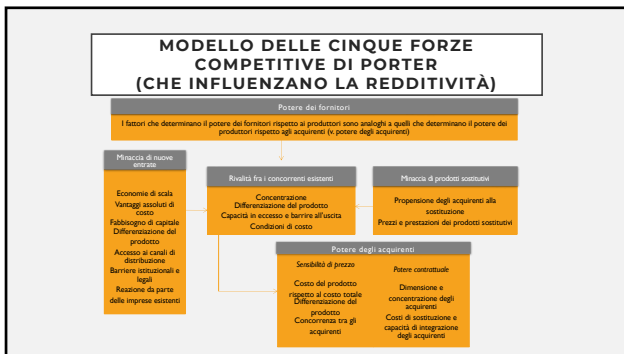 MODELLO DELLE CINQUE FORZE
COMPETITIVE DI PORTER
(CHE INFLUENZANO LA REDDITIVITÀ)
Potere dei fornitori
I fattori che determinano il potere dei fornitori rispetto ai produttori sono analoghi a quelli che determinano il potere dei
produttori rispetto agli acquirenti (v. potere degli acquirenti)
Minaccia di nuove
entrate
Economie di scala
Vantaggi assoluti di
costo
Fabbisogno di capitale
Differenziazione del
prodotto
Accesso ai canali di
distribuzione
Barriere istituzionali e
legali
Reazione da parte
delle imprese esistenti
Rivalità fra i concorrenti esistenti
Concentrazione
Differenziazione del prodotto
Capacità in eccesso e barrire all'uscita
Condizioni di costo
Minaccia di prodotti sostitutivi
Propensione degli acquirenti alla
sostituzione
Prezzi e prestazioni dei prodotti sostitutivi
Potere degli acquirenti
Sensibilità di prezzo
Costo del prodotto
rispetto al costo totale
Differenziazione del
prodotto
Concorrenza tra gli
acquirenti
Potere contrattuale
Dimensione e
concentrazione degli
acquirenti
Costi di sostituzione e
capacità di integrazione
degli acquirenti